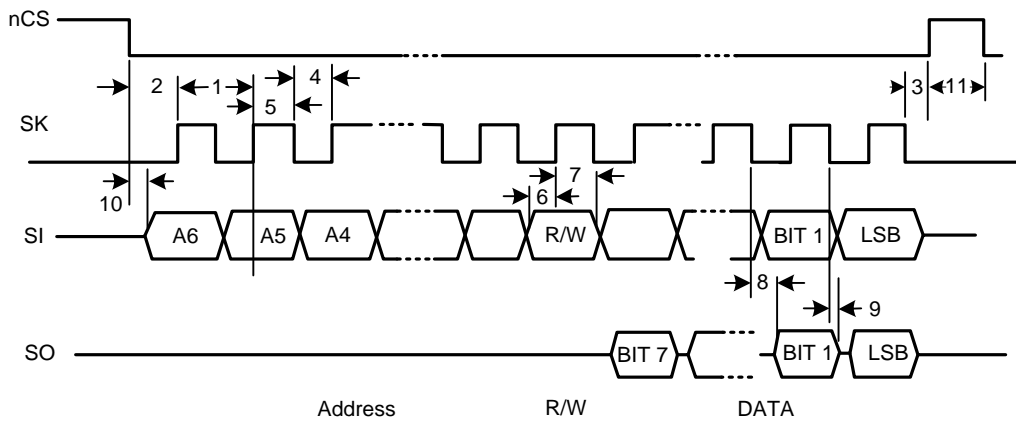 nCS
2 1 4 3 11
5
SK
7
10 6
SI A6 A5 A4 R/W BIT 1 LSB
8
9
SO BIT 7 BIT 1 LSB
Address R/W DATA